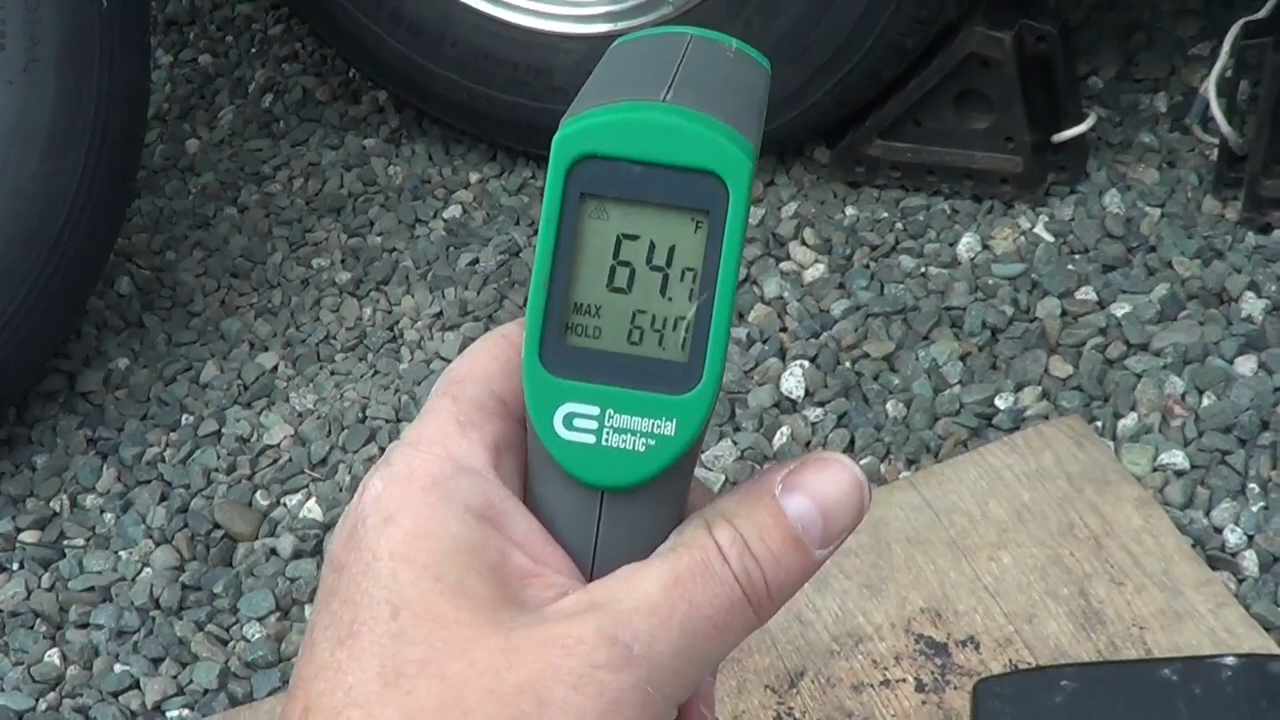 °F
64.7
MAX
HOLD 64.7
Commercial
Electric™